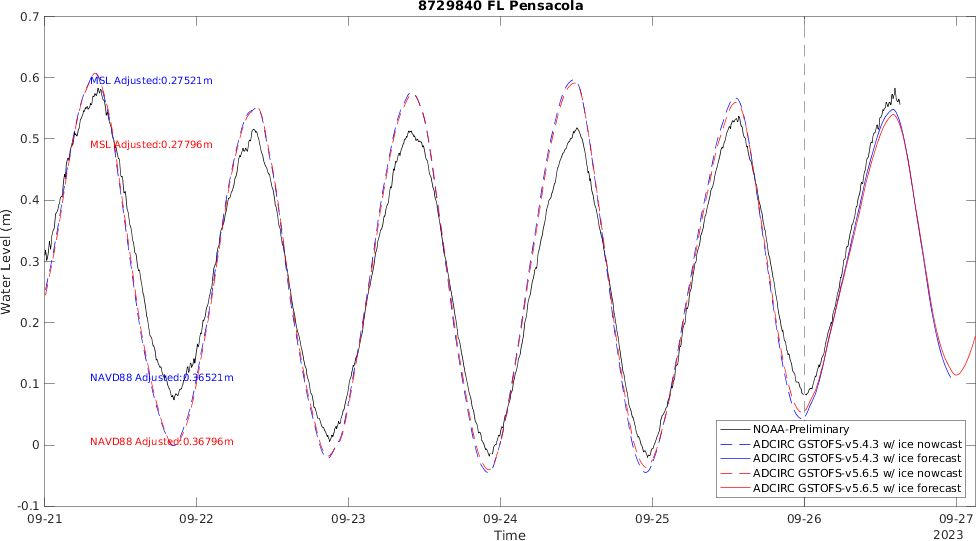 8729840 FL Pensacola
0.7
0.6
0.5
0.4
0.3
0.2
0.1
0
-0.1
Water Level (m)
MSL Adjusted:0.27521m
MSL Adjusted:0.27796m
NAVD88 Adjusted:0.36521m
NAVD88 Adjusted:0.36796m
NOAA-Preliminary
ADCIRC GSTOFS-v5.4.3 w/ ice nowcast
ADCIRC GSTOFS-v5.4.3 w/ ice forecast
ADCIRC GSTOFS-v5.6.5 w/ ice nowcast
ADCIRC GSTOFS-v5.6.5 w/ ice forecast
09-21 09-22 09-23 09-24 09-25 09-26 09-27
Time
2023